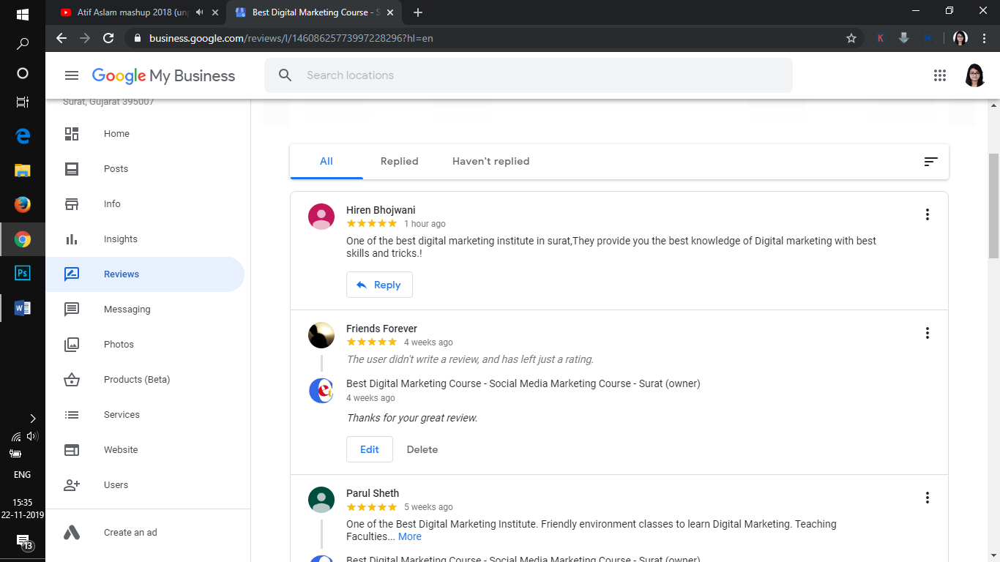 Atif Aslam mashup 2018 (unp
Best Digital Marketing Course - S
business.google.com/reviews/l/14608625773997228296?hl=en
K
N
Google My Business
Search locations
Surat, Gujarat 395007
Home
Posts
Info
Insights
Reviews
Messaging
Photos
Products (Beta)
Services
Website
Users
Create an ad
All
Replied
Haven't replied
Hiren Bhojwani
1 hour ago
One of the best digital marketing institute in surat,They provide you the best knowledge of Digital marketing with best
skills and tricks.!
Reply
Friends Forever
4 weeks ago
The user didn't write a review, and has left just a rating.
Best Digital Marketing Course - Social Media Marketing Course - Surat (owner)
4 weeks ago
Thanks for your great review.
Edit
Delete
Parul Sheth
5 weeks ago
One of the Best Digital Marketing Institute. Friendly environment classes to learn Digital Marketing. Teaching
Faculties... More
Best Digital Marketing Course - Social Media Marketing Course - Surat (owner)
Ps
W
ENG
15:35
22-11-2019
13